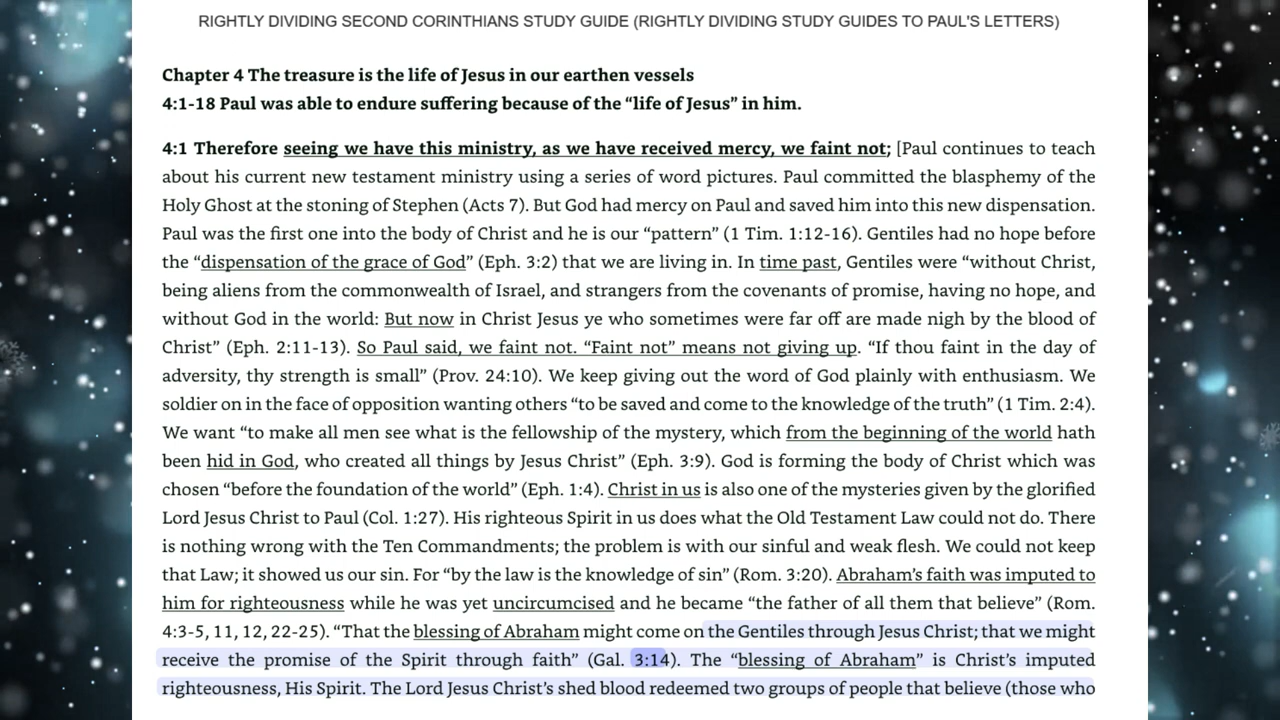 RIGHTLY DIVIDING SECOND CORINTHIANS STUDY GUIDE (RIGHTLY DIVIDING STUDY GUIDES TO PAUL'S LETTERS)
Chapter 4 The treasure is the life of Jesus in our earthen vessels
4:1-18 Paul was able to endure suffering because of the “life of Jesus” in him.
4:1 Therefore seeing we have this ministry, as we have received mercy, we faint not; [Paul continues to teach
about his current new testament ministry using a series of word pictures. Paul committed the blasphemy of the
Holy Ghost at the stoning of Stephen (Acts 7). But God had mercy on Paul and saved him into this new dispensation.
Paul was the first one into the body of Christ and he is our “pattern” (1 Tim. 1:12-16). Gentiles had no hope before
the “dispensation of the grace of God” (Eph. 3:2) that we are living in. In time past, Gentiles were “without Christ,
being aliens from the commonwealth of Israel, and strangers from the covenants of promise, having no hope, and
without God in the world: But now in Christ Jesus ye who sometimes were far off are made nigh by the blood of
Christ” (Eph. 2:11-13). So Paul said, we faint not. “Faint not” means not giving up. “If thou faint in the day of
adversity, thy strength is small” (Prov. 24:10). We keep giving out the word of God plainly with enthusiasm. We
soldier on in the face of opposition wanting others “to be saved and come to the knowledge of the truth” (1 Tim. 2:4).
We want “to make all men see what is the fellowship of the mystery, which from the beginning of the world hath
been hid in God, who created all things by Jesus Christ” (Eph. 3:9). God is forming the body of Christ which was
chosen “before the foundation of the world” (Eph. 1:4). Christ in us is also one of the mysteries given by the glorified
Lord Jesus Christ to Paul (Col. 1:27). His righteous Spirit in us does what the Old Testament Law could not do. There
is nothing wrong with the Ten Commandments; the problem is with our sinful and weak flesh. We could not keep
that Law; it showed us our sin. For “by the law is the knowledge of sin” (Rom. 3:20). Abraham’s faith was imputed to
him for righteousness while he was yet uncircumcised and he became “the father of all them that believe” (Rom.
4:3-5, 11, 12, 22-25). “That the blessing of Abraham might come on the Gentiles through Jesus Christ; that we might
receive the promise of the Spirit through faith” (Gal. 3:14). The “blessing of Abraham” is Christ’s imputed
righteousness, His Spirit. The Lord Jesus Christ’s shed blood redeemed two groups of people that believe (those who